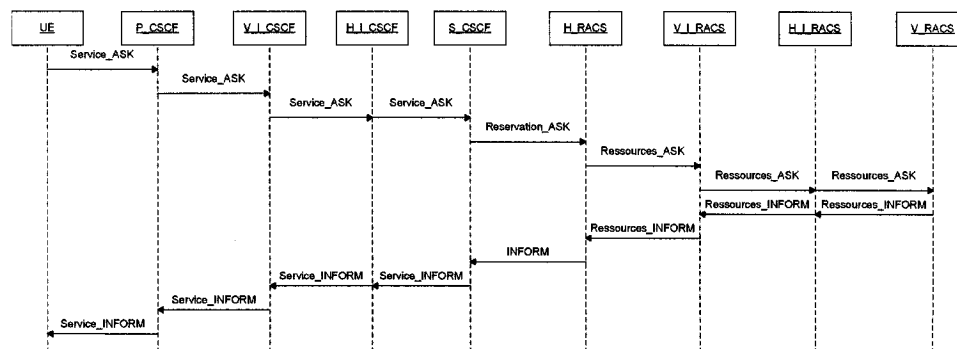 UE P_CSCF V_I_CSCF H_I_CSCF S_CSCF H_RACS V_I_RACS H_I_RACS V_RACS
Service_ASK
Service_ASK
Service_ASK Service_ASK
Reservation_ASK
Ressources_ASK
Ressources_ASK Ressources_ASK
Ressources_INFORM Ressources_INFORM
Ressources_INFORM
INFORM
Service_INFORM Service_INFORM
Service_INFORM
Service_INFORM